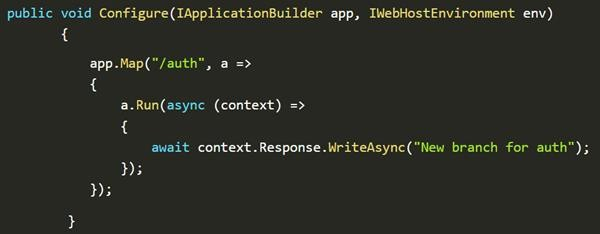 public void Configure(IApplicationBuilder app, IWebHostEnvironment env)
{
app.Map("/auth", a =>
{
a.Run(async (context) =>
{
await context.Response.WriteAsync("New branch for auth");
});
});
}